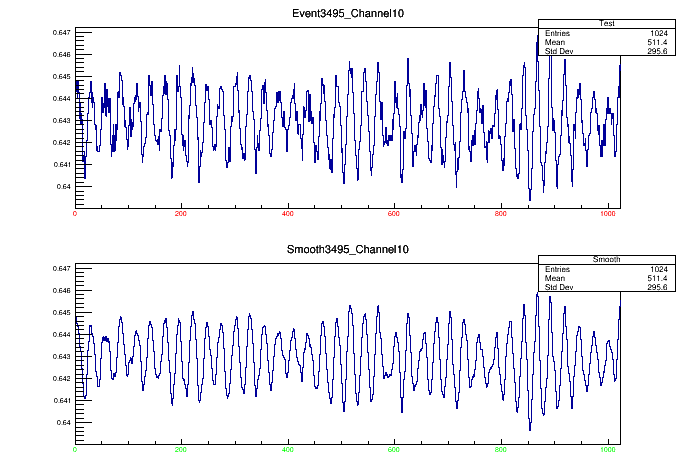 Event3495_Channel10
Test
Entries 1024
Mean 511.4
Std Dev 295.6
0.647
0.646
0.645
0.644
0.643
0.642
0.641
0.64
0 200 400 600 800 1000
Smooth3495_Channel10
Smooth
Entries 1024
Mean 511.4
Std Dev 295.6
0.647
0.646
0.645
0.644
0.643
0.642
0.641
0.64
0 200 400 600 800 1000